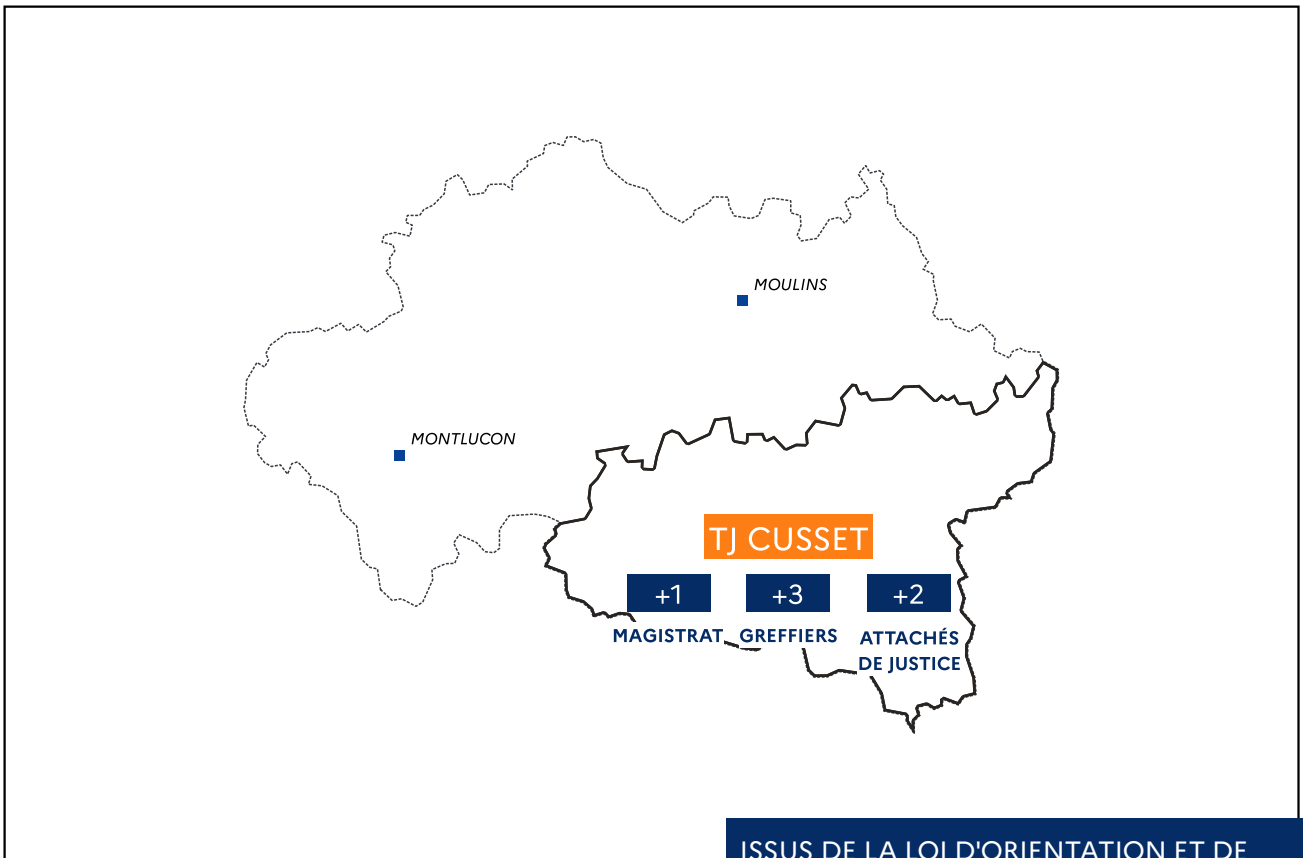 MOULINS
MONTLUCON
TJ CUSSET
+1 +3 +2
MAGISTRAT GREFFIERS ATTACHÉS
DE JUSTICE
ISSUS DE LA LOI D'ORIENTATION ET DE